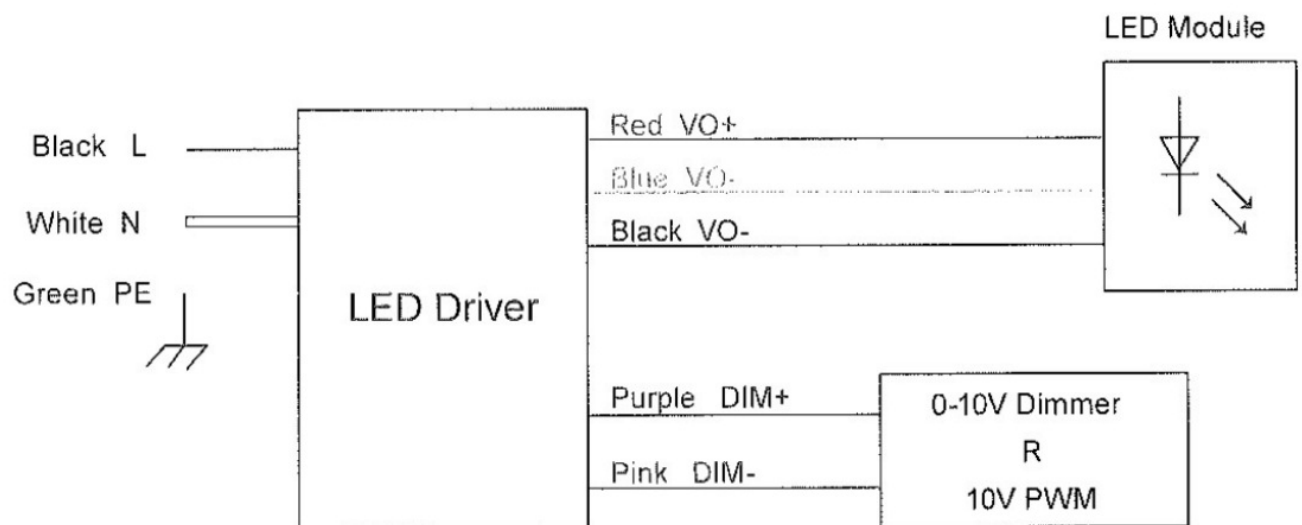 LED Module
Black L
White N
Green PE
LED Driver
Red VO+
Blue VO-
Black VO-
Purple DIM+
Pink DIM-
0-10V Dimmer
R
10V PWM